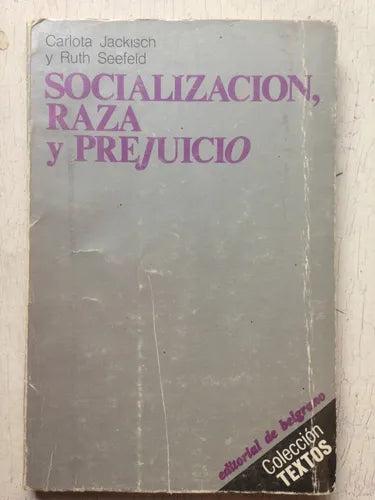 Carlota Jackisch
y Ruth Seefeld
SOCIALIZACION,
RAZA
y PREJUICIO
editorial de belgrano
Colección
TEXTOS